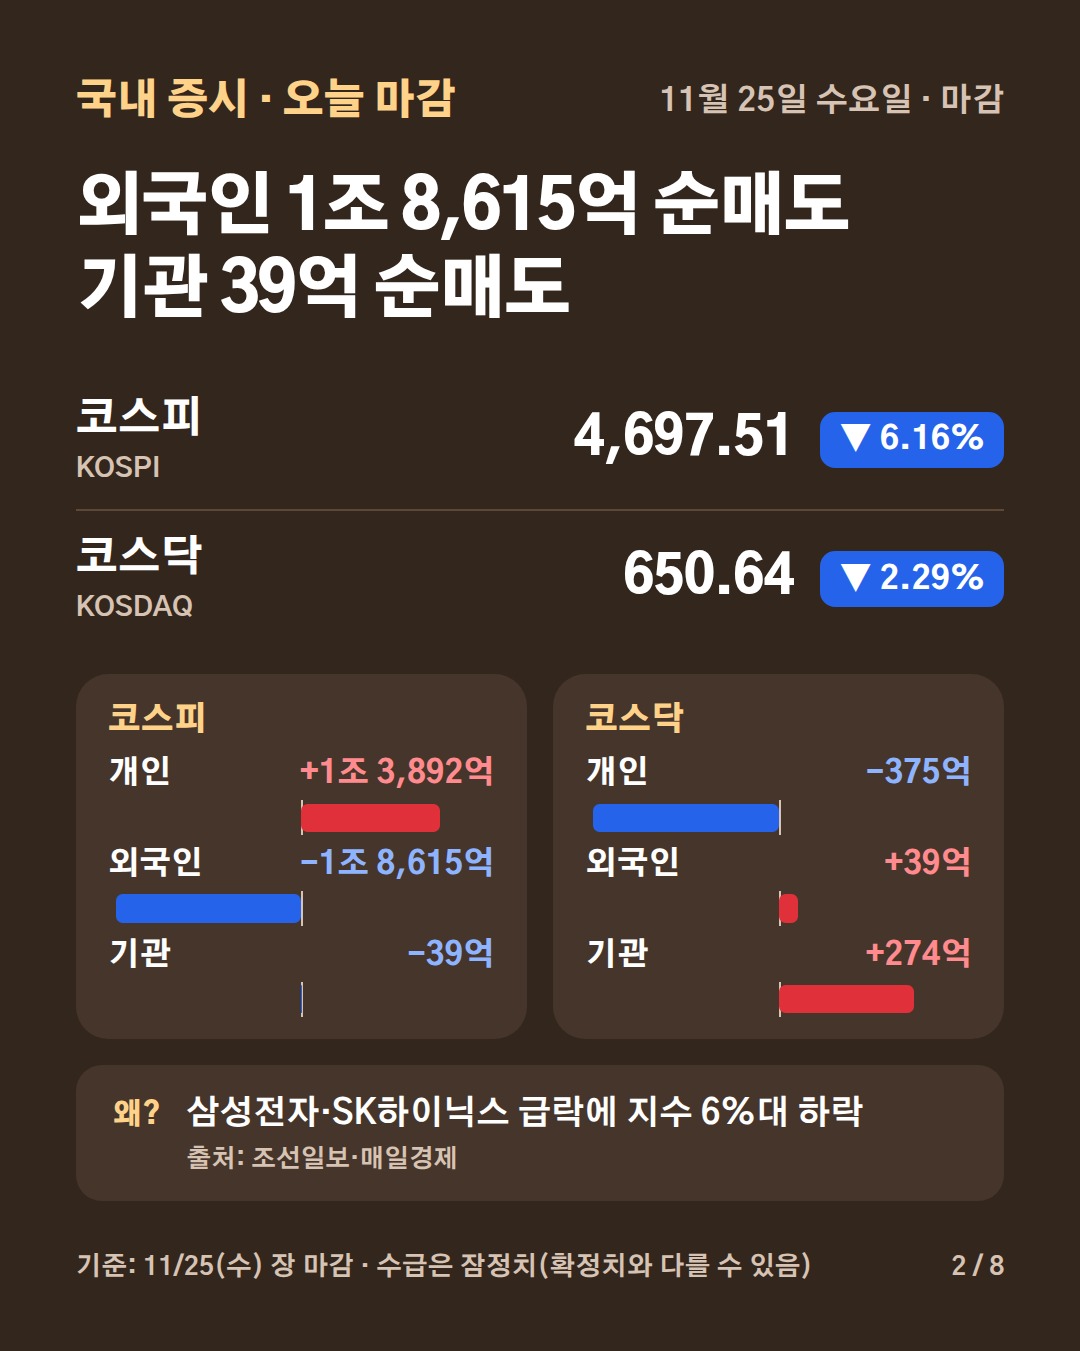 국내 증시 · 오늘 마감
11월 25일 수요일 · 마감
외국인 1조 8,615억 순매도
기관 39억 순매도
코스피
KOSPI
4,697.51 ▼ 6.16%
코스닥
KOSDAQ
650.64 ▼ 2.29%
코스피
개인 +1조 3,892억
외국인 −1조 8,615억
기관 −39억
코스닥
개인 −375억
외국인 +39억
기관 +274억
왜? 삼성전자·SK하이닉스 급락에 지수 6%대 하락
출처: 조선일보·매일경제
기준: 11/25(수) 장 마감 · 수급은 잠정치(확정치와 다를 수 있음)
2 / 8